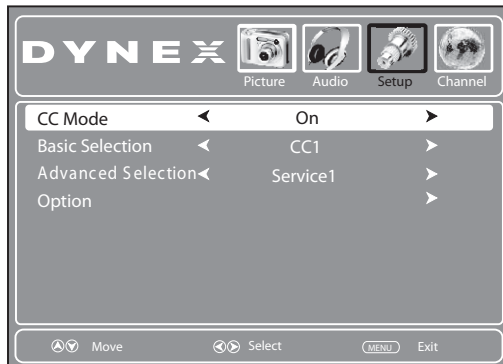 DYNEX
Picture Audio Setup Channel
CC Mode On
Basic Selection CC1
Advanced Selection Service1
Option
Move Select MENU Exit